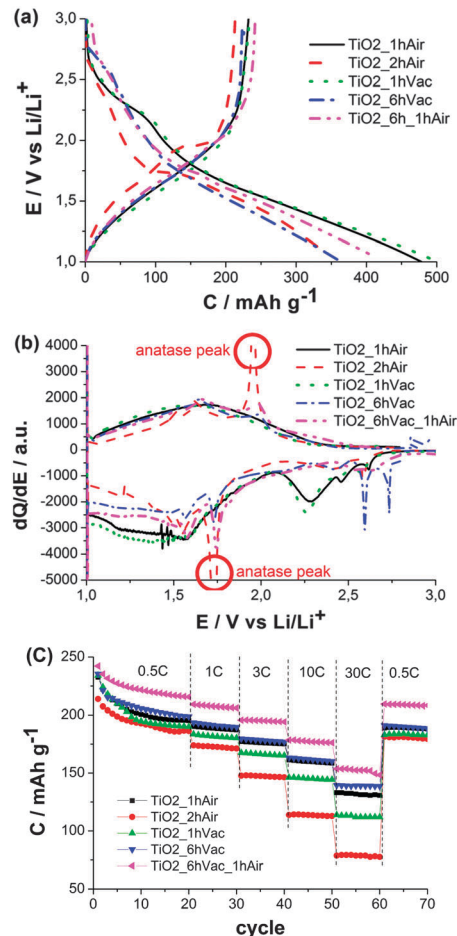 (a)
3,0
2,5
2,0
1,5
1,0
E / V vs Li/Li+
TiO2_1hAir
TiO2_2hAir
TiO2_1hVac
TiO2_6hVac
TiO2_6h_1hAir
0 100 200 300 400 500
C / mAh g-1
(b)
4000
3000
2000
1000
0
-1000
-2000
-3000
-4000
-5000
dQ/dE / a.u.
anatase peak
TiO2_1hAir
TiO2_2hAir
TiO2_1hVac
TiO2_6hVac
TiO2_6hVac_1hAir
anatase peak
1,0 1,5 2,0 2,5 3,0
E / V vs Li/Li+
(C)
250
225
200
175
150
125
100
75
50
C / mAh g-1
0.5C 1C 3C 10C 30C 0.5C
TiO2_1hAir
TiO2_2hAir
TiO2_1hVac
TiO2_6hVac
TiO2_6hVac_1hAir
0 10 20 30 40 50 60 70
cycle